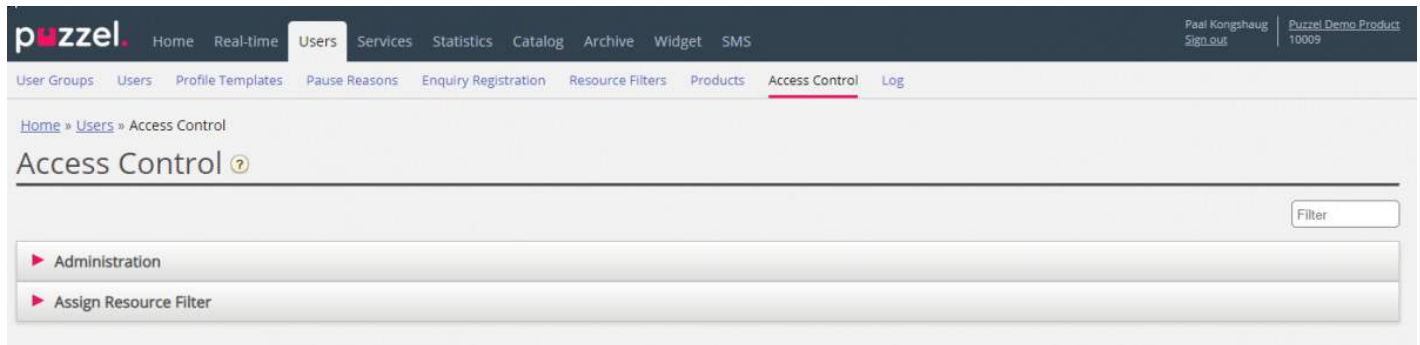 puzzel. Home Real-time Users Services Statistics Catalog Archive Widget SMS
Paal Kongshaug Puzzel Demo Product
Sign out 10009
User Groups Users Profile Templates Pause Reasons Enquiry Registration Resource Filters Products Access Control Log
Home » Users » Access Control
Access Control ?
Filter
Administration
Assign Resource Filter